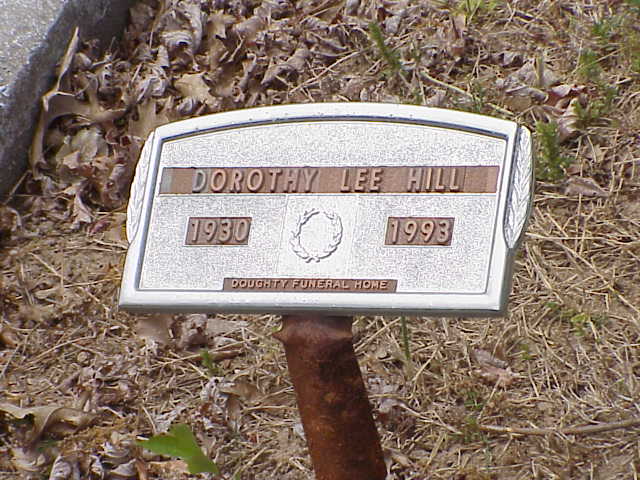 DOROTHY LEE HILL
1930 1993
DOUGHTY FUNERAL HOME